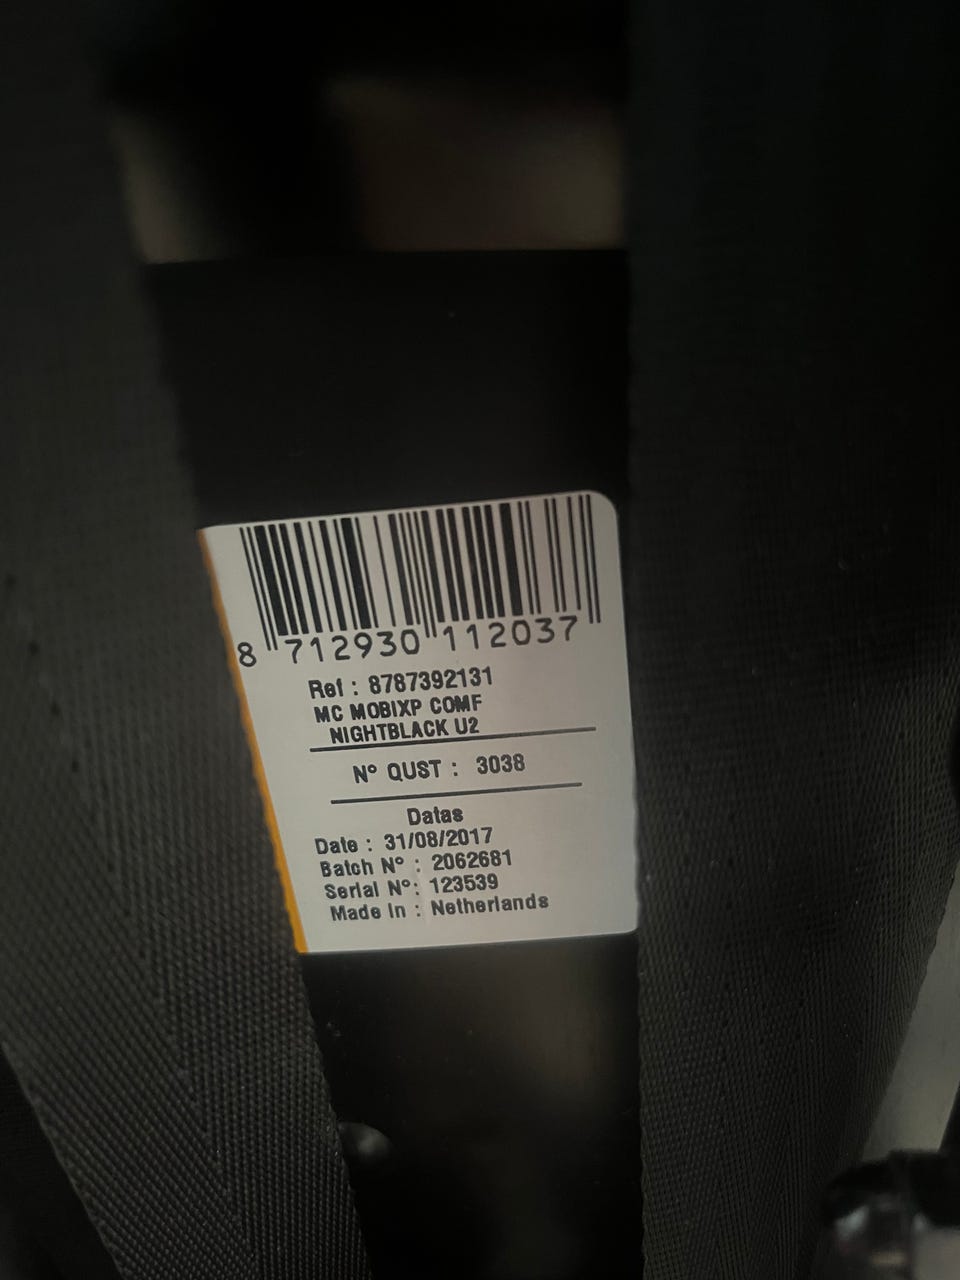 8 712930 112037
Ref : 8787392131
MC MOBIXP COMF
NIGHTBLACK U2
N° QUST : 3038
Datas
Date : 31/08/2017
Batch N° : 2062681
Serial N°: 123539
Made in : Netherlands